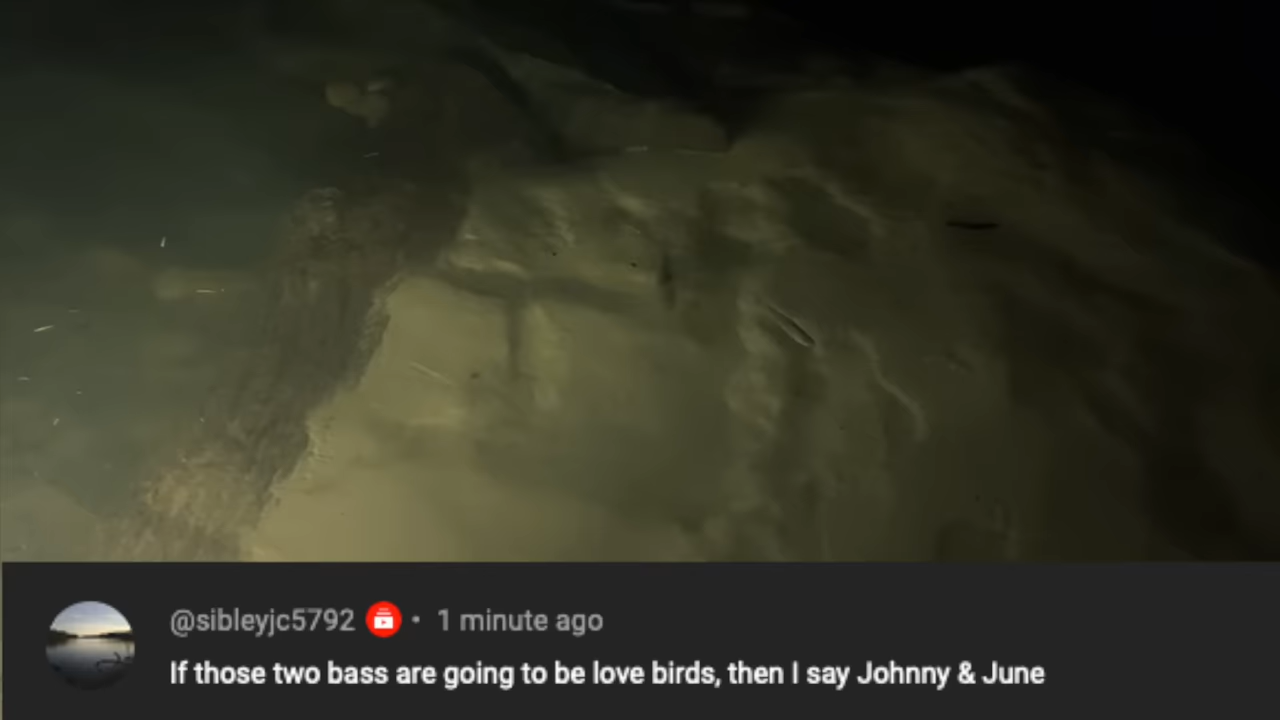 @sibleyjc5792 • 1 minute ago
If those two bass are going to be love birds, then I say Johnny & June